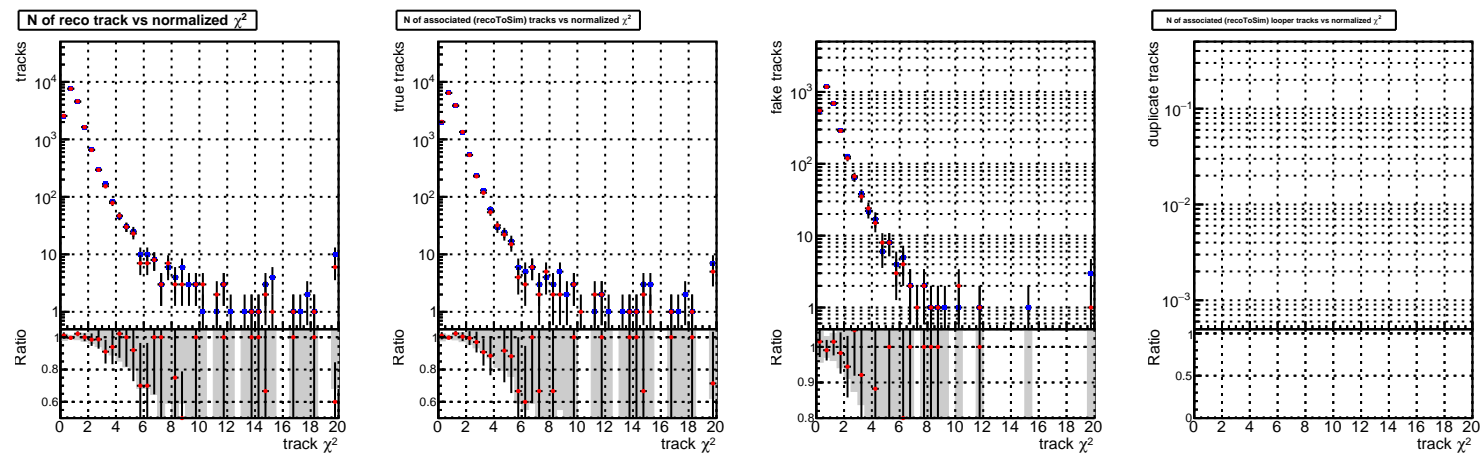 N of reco track vs normalized χ²
tracks
10⁴
10³
10²
10
1
Ratio
1
0.8
0.6
0 2 4 6 8 10 12 14 16 18 20
track χ²
N of associated (recoToSim) tracks vs normalized χ²
true tracks
10⁴
10³
10²
10
1
Ratio
1
0.8
0.6
0 2 4 6 8 10 12 14 16 18 20
track χ²
fake tracks
10³
10²
10
1
Ratio
1
0.9
0.8
0 2 4 6 8 10 12 14 16 18 20
track χ²
N of associated (recoToSim) looper tracks vs normalized χ²
duplicate tracks
10⁻¹
10⁻²
10⁻³
Ratio
1
0.5
0
0 2 4 6 8 10 12 14 16 18 20
track χ²